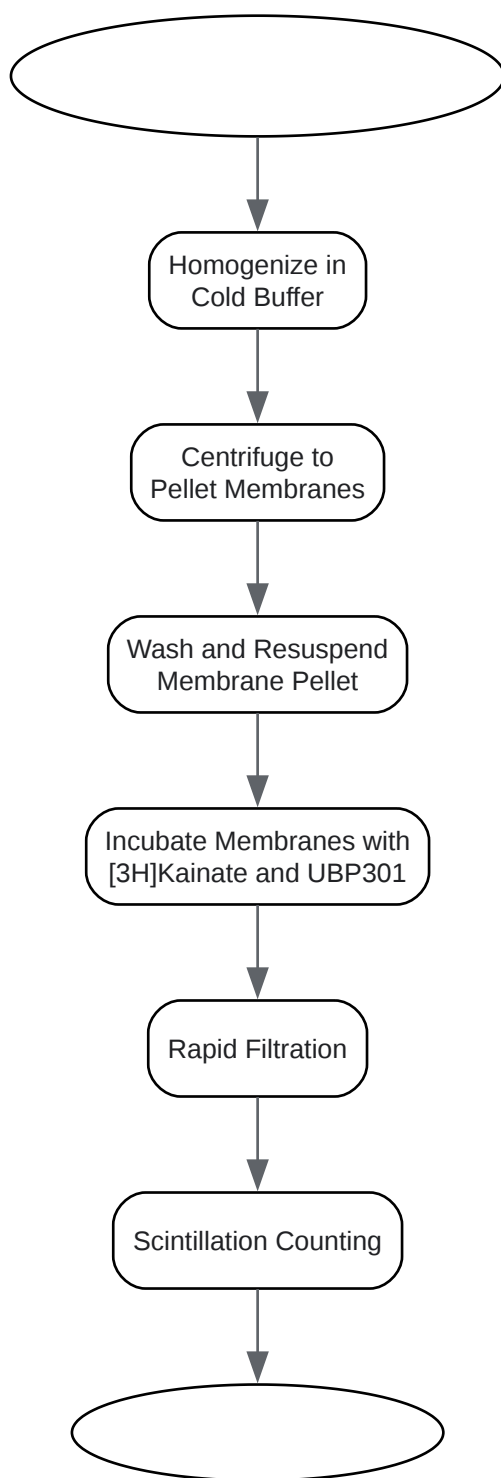 Homogenize in
Cold Buffer
Centrifuge to
Pellet Membranes
Wash and Resuspend
Membrane Pellet
Incubate Membranes with
[3H]Kainate and UBP301
Rapid Filtration
Scintillation Counting